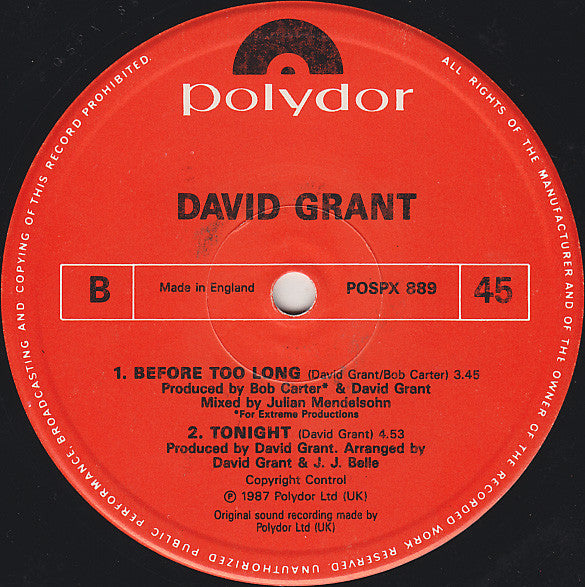 polydor
DAVID GRANT
B
Made in England
POSPX 889
45
1. BEFORE TOO LONG (David Grant/Bob Carter) 3.45
Produced by Bob Carter* & David Grant
Mixed by Julian Mendelsohn
*For Extreme Productions
2. TONIGHT (David Grant) 4.53
Produced by David Grant. Arranged by
David Grant & J. J. Belle
Copyright Control
℗ 1987 Polydor Ltd (UK)
Original sound recording made by
Polydor Ltd (UK)
ALL RIGHTS OF THE MANUFACTURER AND OF THE OWNER OF THE RECORDED WORK RESERVED. UNAUTHORIZED PUBLIC PERFORMANCE, BROADCASTING AND COPYING OF THIS RECORD PROHIBITED.